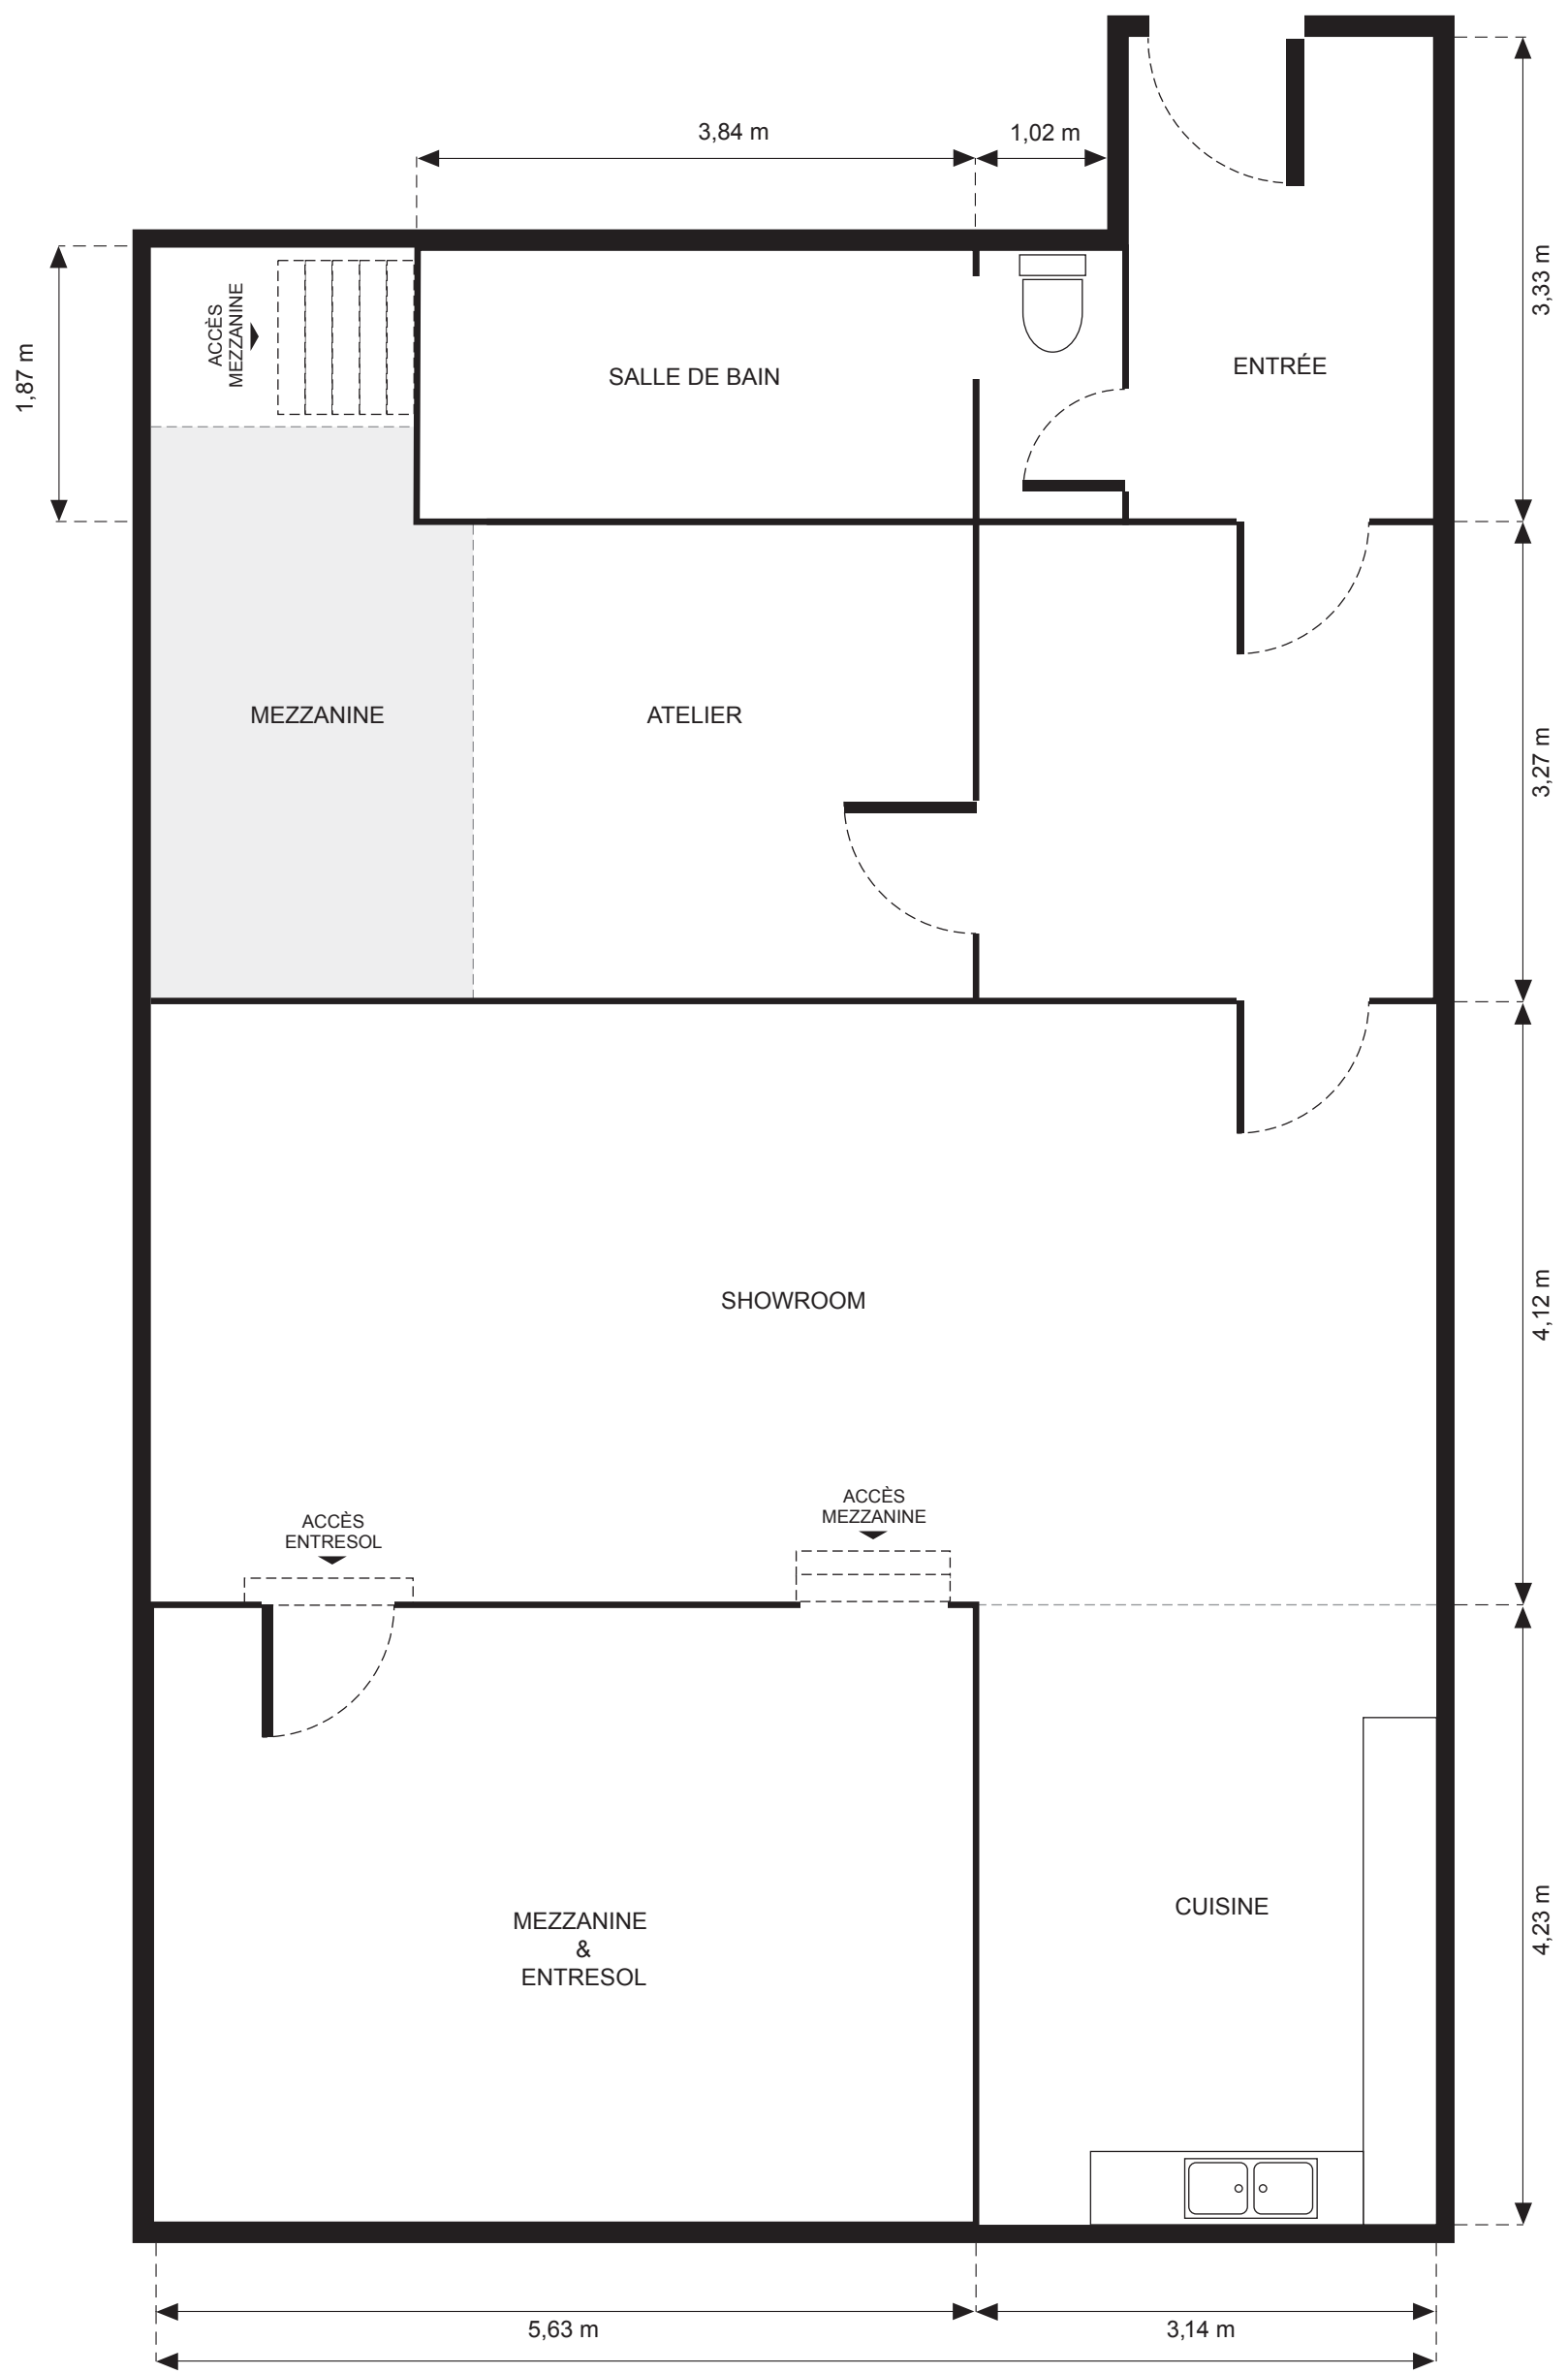 3,84 m
1,02 m
3,33 m
1,87 m
ACCÈS
MEZZANINE
SALLE DE BAIN
ENTRÉE
MEZZANINE
ATELIER
3,27 m
SHOWROOM
4,12 m
ACCÈS
ENTRESOL
ACCÈS
MEZZANINE
MEZZANINE
&
ENTRESOL
CUISINE
4,23 m
5,63 m
3,14 m